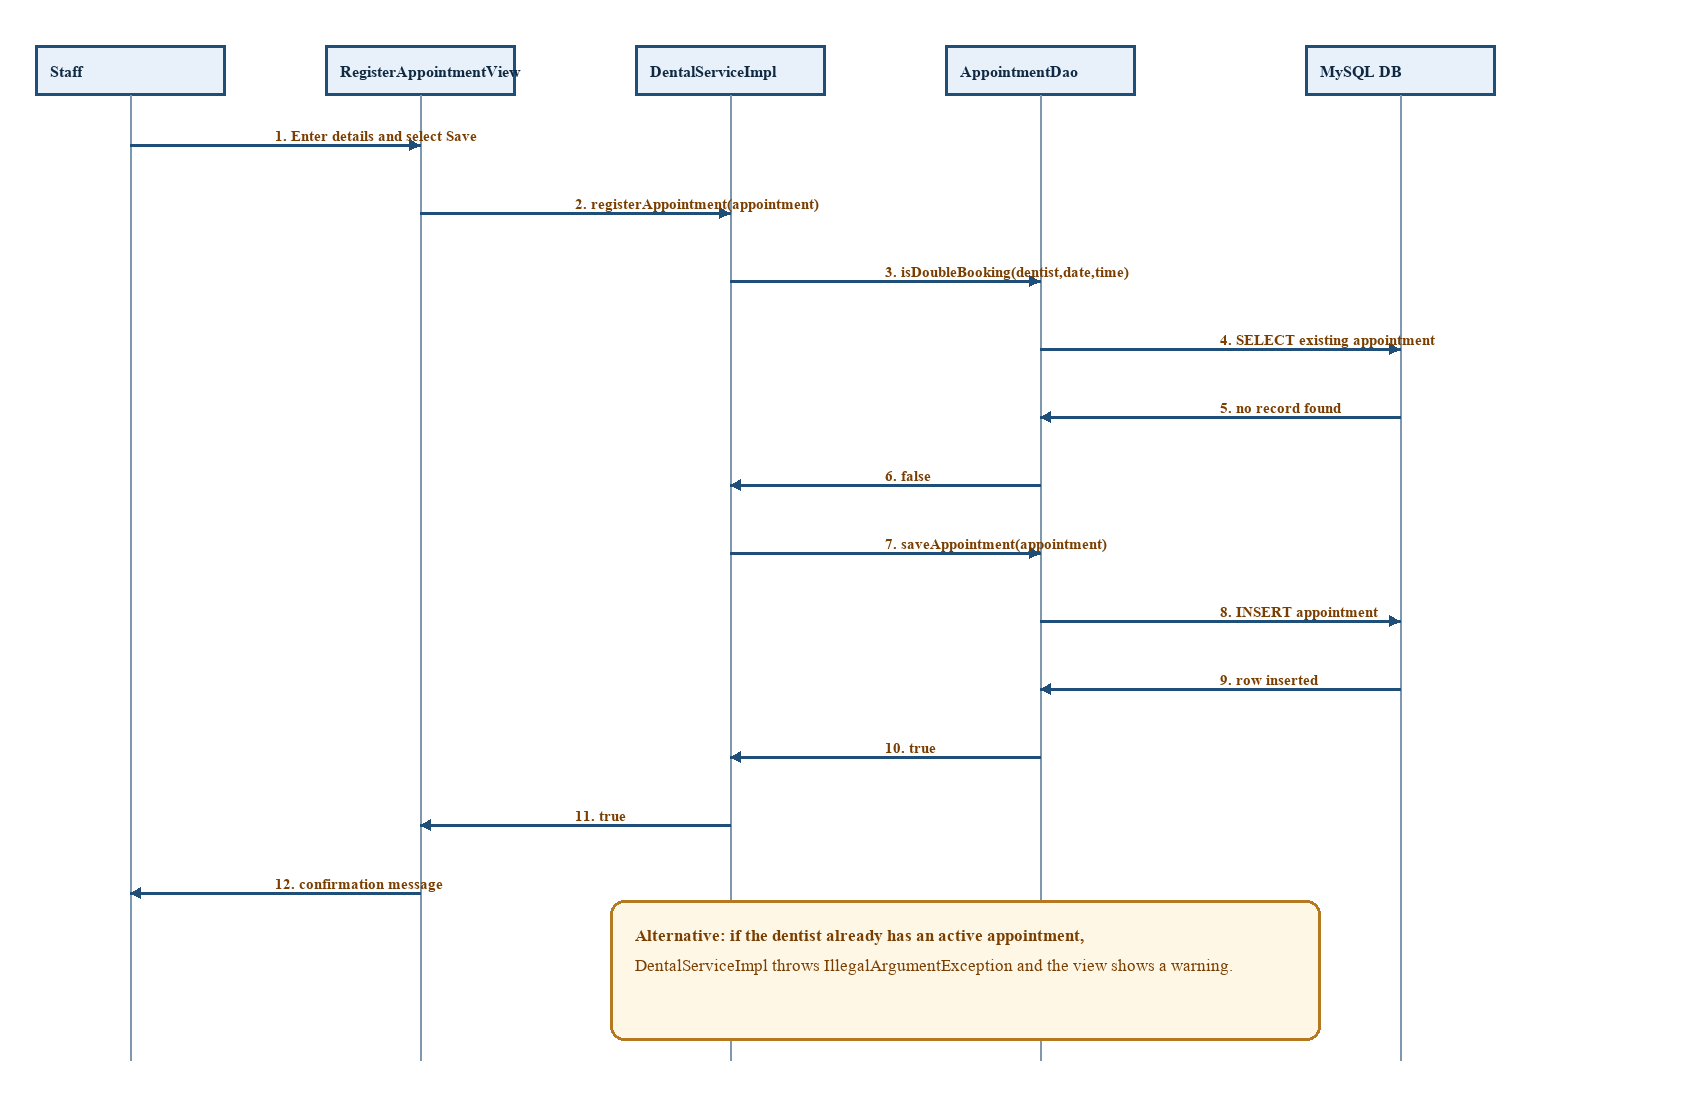 Staff
RegisterAppointmentView
DentalServiceImpl
AppointmentDao
MySQL DB
1. Enter details and select Save
2. registerAppointment(appointment)
3. isDoubleBooking(dentist,date,time)
4. SELECT existing appointment
5. no record found
6. false
7. saveAppointment(appointment)
8. INSERT appointment
9. row inserted
10. true
11. true
12. confirmation message
Alternative: if the dentist already has an active appointment,
DentalServiceImpl throws IllegalArgumentException and the view shows a warning.